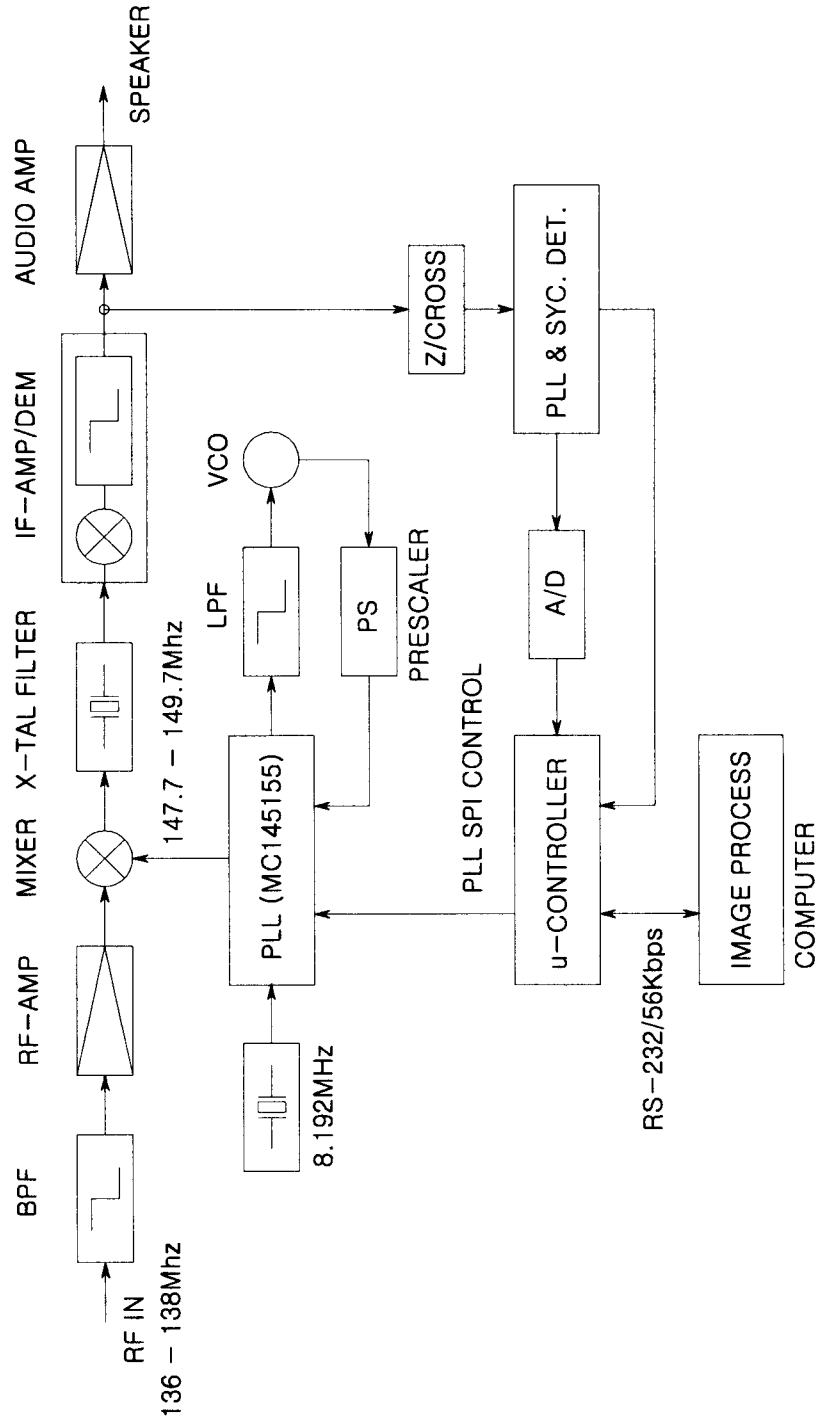 BPF
RF-AMP
MIXER
X-TAL FILTER
IF-AMP/DEM
AUDIO AMP
RF IN
136 - 138Mhz
SPEAKER
147.7 - 149.7Mhz
8.192MHz
PLL (MC145155)
LPF
VCO
PS
PRESCALER
Z/CROSS
PLL SPI CONTROL
u-CONTROLLER
A/D
PLL & SYC. DET.
RS-232/56Kbps
IMAGE PROCESS
COMPUTER